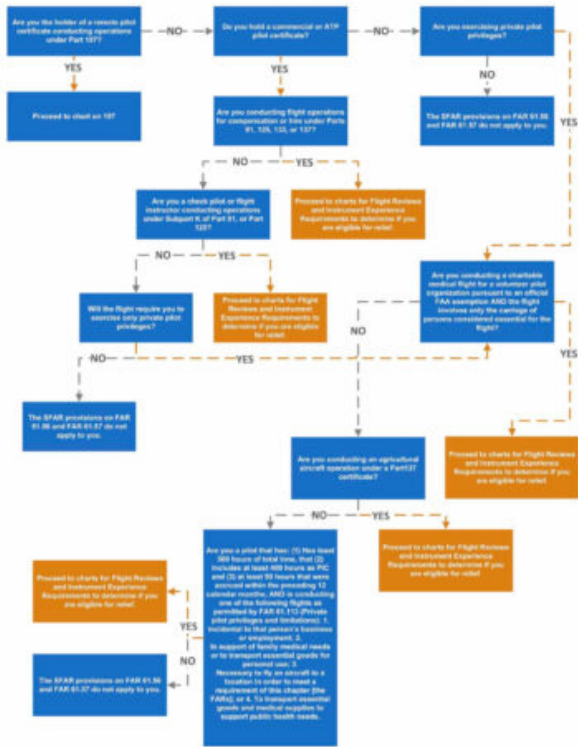 Are you the holder of a remote pilot
certificate conducting operations
under Part 107?
NO
Do you hold a commercial or ATP
pilot certificate?
NO
Are you exercising private pilot
privileges?
YES
YES
NO
YES
Proceed to chart on 107
Are you conducting flight operations
for compensation or hire under Parts
91, 125, 133, or 137?
The SFAR provisions on FAR 61.56
and FAR 61.57 do not apply to you.
NO
YES
Are you a check pilot or flight
instructor conducting operations
under Subpart K of Part 91, or Part
125?
Proceed to charts for Flight Reviews
and Instrument Experience
Requirements to determine if you
are eligible for relief
Are you conducting a charitable
medical flight for a volunteer pilot
organization pursuant to an official
FAA exemption AND the flight
involves only the carriage of
persons considered essential for the
flight?
NO
YES
Will the flight require you to
exercise only private pilot
privileges?
Proceed to charts for Flight
Reviews and Instrument
Experience Requirements to
determine if you are eligible
for relief
NO
YES
NO
YES
The SFAR provisions on FAR
61.56 and FAR 61.57 do not
apply to you.
Are you conducting an agricultural
aircraft operation under a Part137
certificate?
Proceed to charts for Flight Reviews
and Instrument Experience
Requirements to determine if you
are eligible for relief
NO
YES
Are you a pilot that has: (1) Has least
500 hours of total time, that (2)
includes at least 400 hours as
PIC and (3) at least 50 hours that were
accrued within the preceding 12
calendar months, AND is conducting
one of the following flights as
permitted by FAR 61.113 (Private
pilot privileges and limitations): 1.
Incidental to that person's business
or employment; 2.
In support of family medical needs or
to transport essential goods for
personal use; 3.
Necessary to fly an aircraft to a
location in order to meet a
requirement of this chapter [the
FARs]; or 4. To transport essential
goods and medical supplies to
support public health needs.
Proceed to charts for Flight Reviews
and Instrument Experience
Requirements to determine if you
are eligible for relief
Proceed to charts for Flight Reviews
and Instrument Experience
Requirements to determine if you
are eligible for relief
YES
NO
The SFAR provisions on FAR 61.56
and FAR 61.57 do not apply to you.